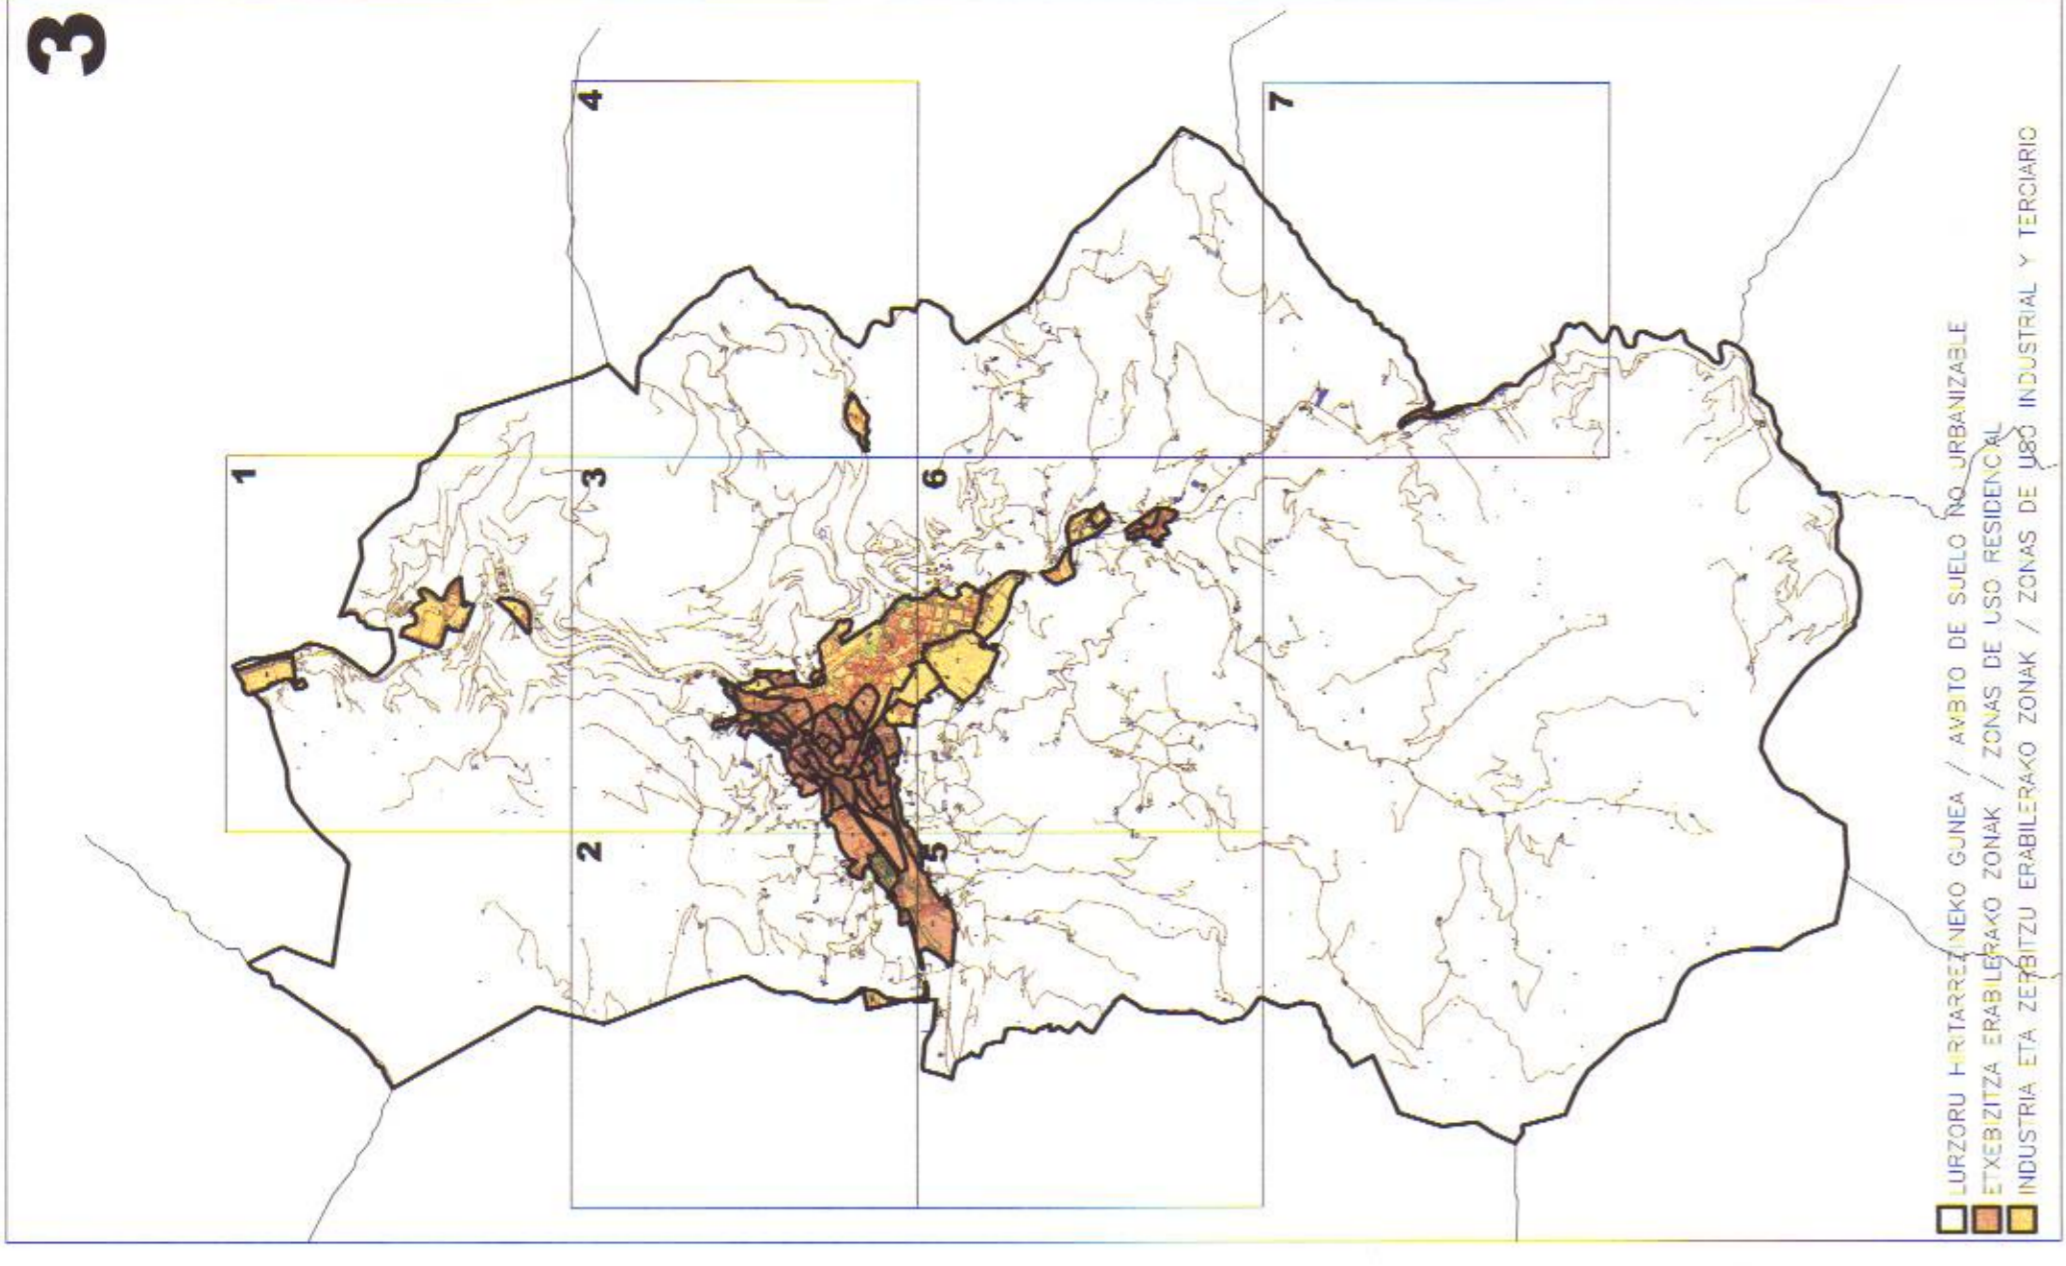 3
4
7
1
3
6
2
5
LURZORU HIRITARREZINEKO GUNEA / AMBITO DE SUELO NO URBANIZABLE
ETXEBIZITZA ERABILERAKO ZONAK / ZONAS DE USO RESIDENCIAL
INDUSTRIA ETA ZERBITZU ERABILERAKO ZONAK / ZONAS DE USO INDUSTRIAL Y TERCIARIO